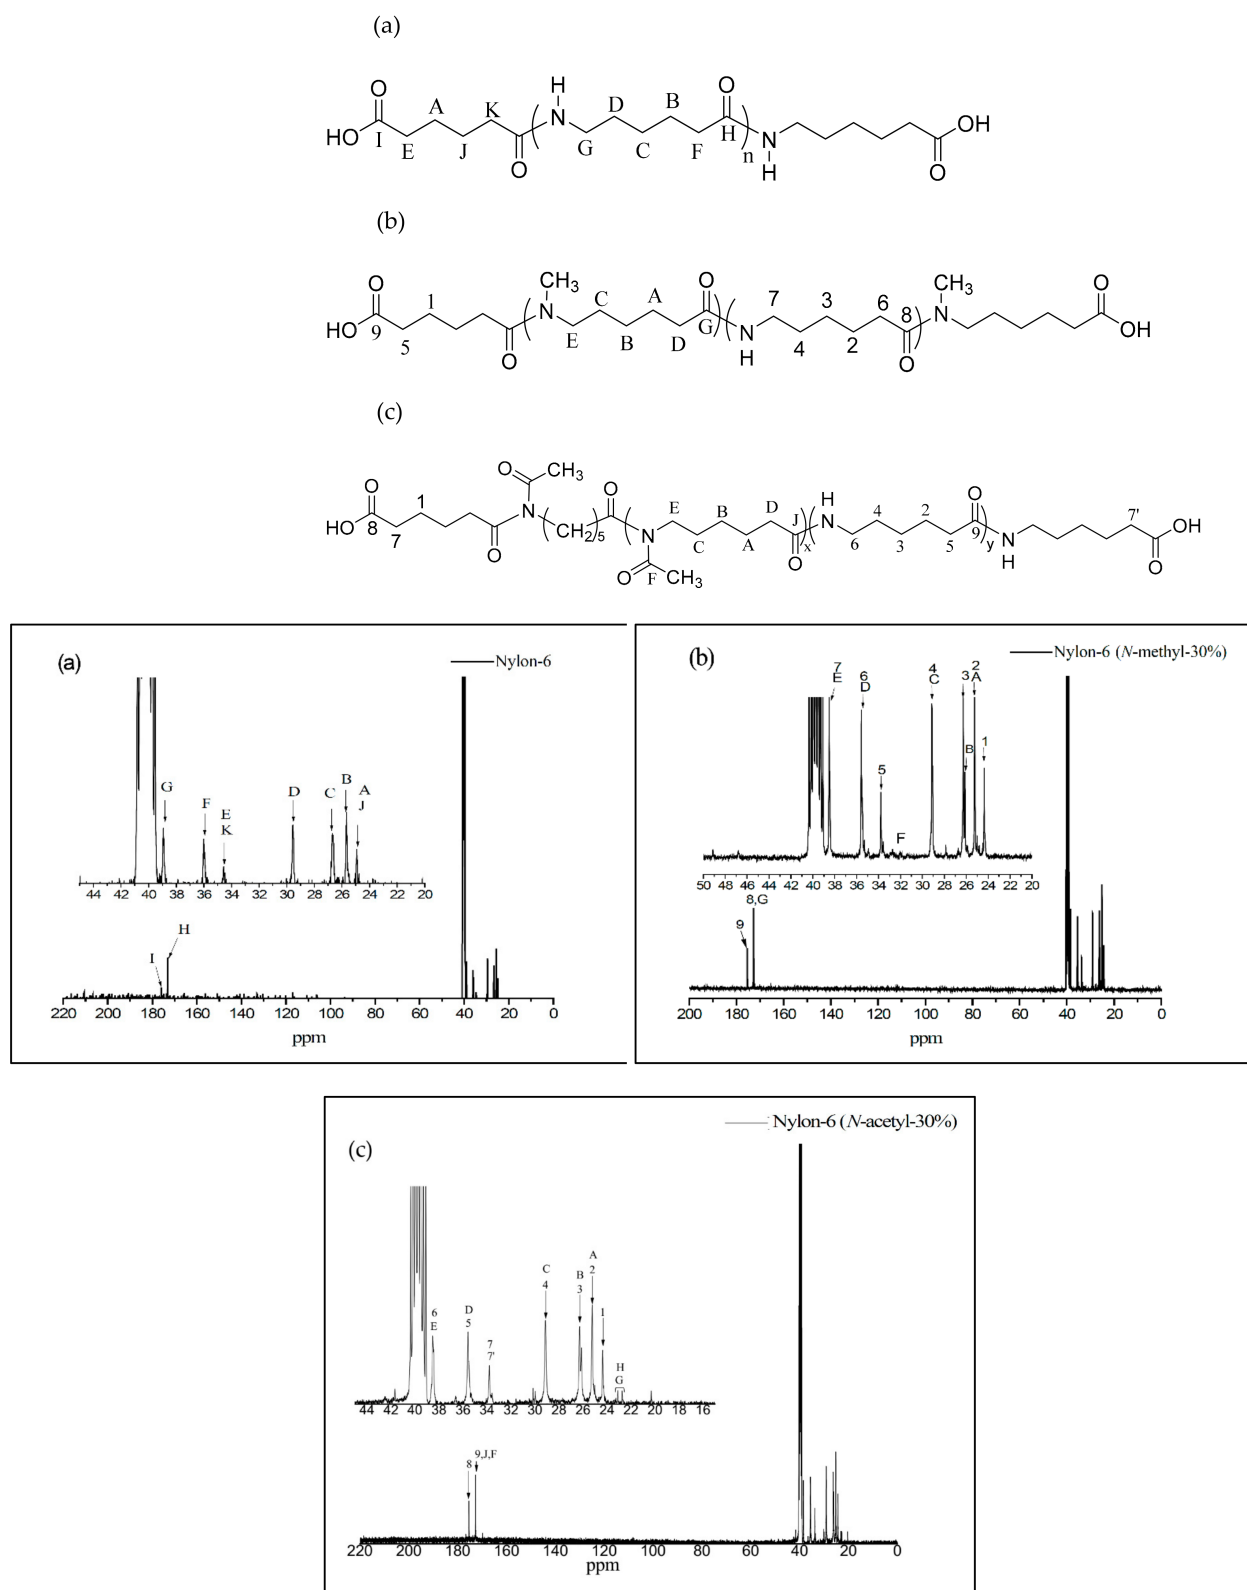 (a)
H
O
A
K
N
D
B
O
HO
I
E
J
O
G
C
F
H
n
N
H
OH
O
(b)
CH3
CH3
O
1
N
C
A
O
7
3
6
N
HO
9
5
O
E
B
D
G
N
H
4
2
8
O
O
OH
(c)
O
CH3
O
1
N
O
E
B
D
H
N
4
2
O
7'
OH
HO
8
7
O
(CH2)5
N
C
A
J
O
x
6
3
5
9
y
N
H
O
O
F
CH3
(a)
Nylon-6
G
F
E
K
D
C
B
A
J
44 40 36 32 28 24 20
I
H
220 200 180 160 140 120 100 80 60 40 20 0
ppm
(b)
Nylon-6 (N-methyl-30%)
7
E
6
D
5
F
4
C
3
B
2
A
1
50 46 44 42 40 38 36 34 32 30 28 26 24 22 20
9
8,G
200 180 160 140 120 100 80 60 40 20 0
ppm
(c)
Nylon-6 (N-acetyl-30%)
6
E
D
5
7
7'
C
4
B
3
A
2
1
H
G
44 42 40 38 36 34 32 30 28 26 24 22 20 18 16
8
9,J,F
220 200 180 160 140 120 100 80 60 40 20 0
ppm